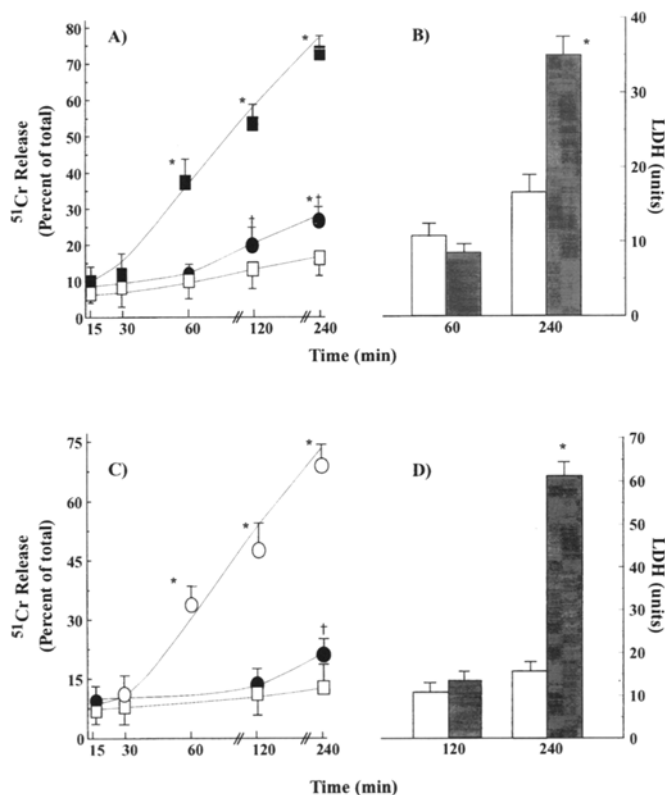 A)
B)
80
70
60
50
40
30
20
10
0
51Cr Release
(Percent of total)
* * * *† †
*
40
30
20
10
0
LDH
(units)
15 30 60 120 240
60 240
Time (min)
C)
D)
75
60
45
30
15
0
51Cr Release
(Percent of total)
* * * †
*
70
60
50
40
30
20
10
0
LDH
(units)
15 30 60 120 240
120 240
Time (min)